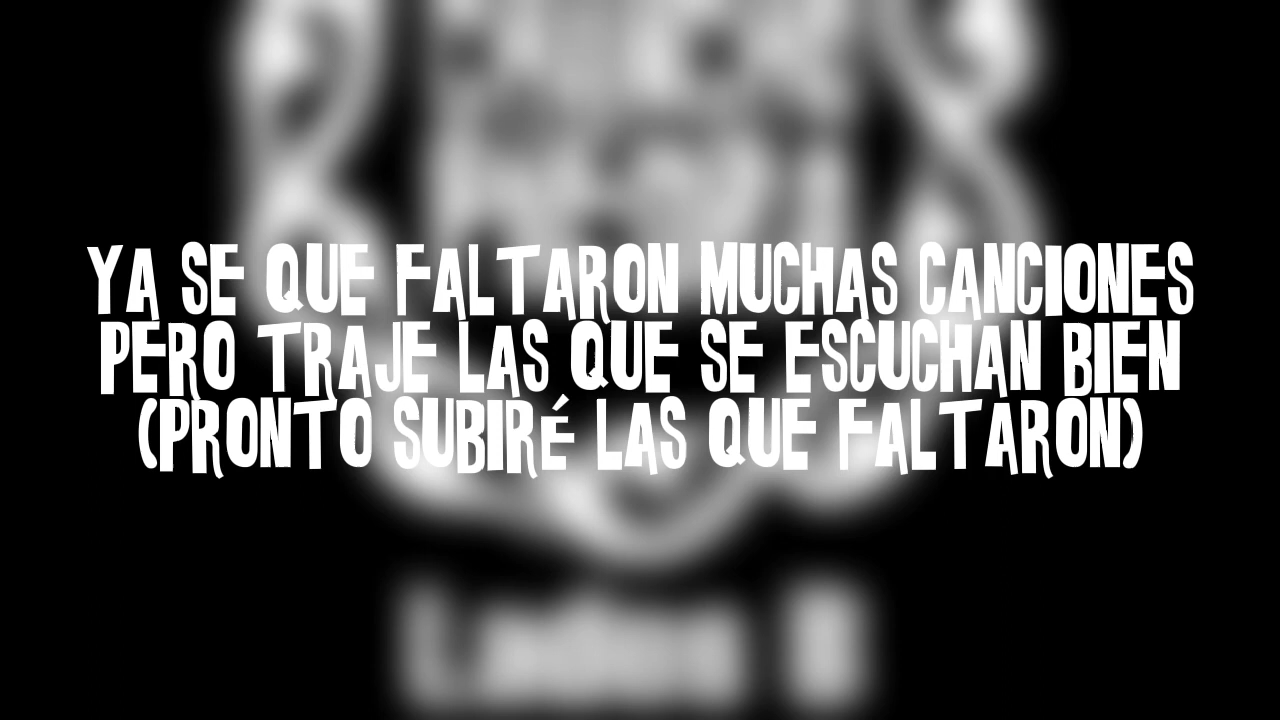 YA SE QUE FALTARON MUCHAS CANCIONES
PERO TRAJE LAS QUE SE ESCUCHAN BIEN
(PRONTO SUBIRÉ LAS QUE FALTARON)